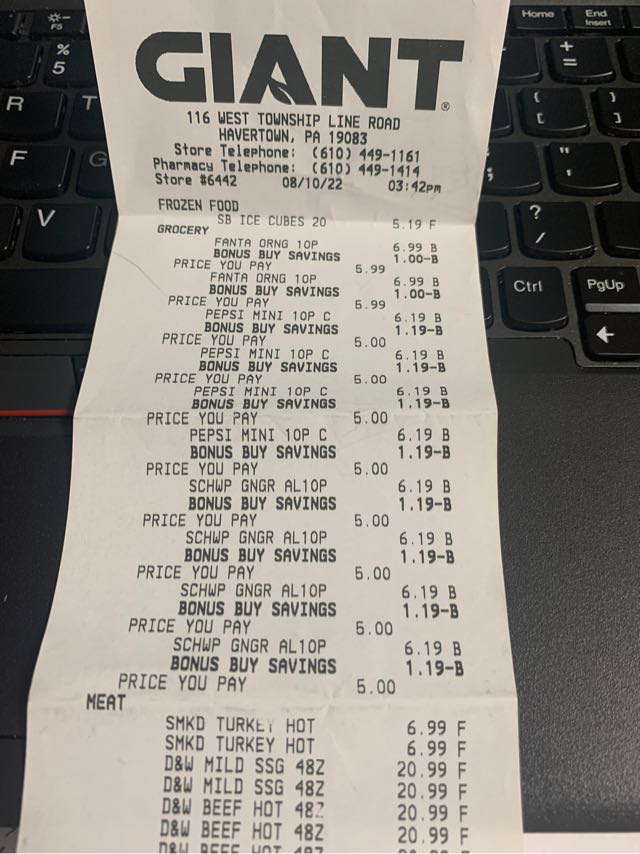 Home
End
Insert
F5
%
5
+
=
R
T
{
[
}
]
F
G
"
'
;
V
?
/
Ctrl
PgUp
GIANT®
116 WEST TOWNSHIP LINE ROAD
HAVERTOWN, PA 19083
Store Telephone: (610) 449-1161
Pharmacy Telephone: (610) 449-1414
Store #6442 08/10/22 03:42pm
FROZEN FOOD
SB ICE CUBES 20 5.19 F
GROCERY
FANTA ORNG 10P 6.99 B
BONUS BUY SAVINGS 1.00-B
PRICE YOU PAY 5.99
FANTA ORNG 10P 6.99 B
BONUS BUY SAVINGS 1.00-B
PRICE YOU PAY 5.99
PEPSI MINI 10P C 6.19 B
BONUS BUY SAVINGS 1.19-B
PRICE YOU PAY 5.00
PEPSI MINI 10P C 6.19 B
BONUS BUY SAVINGS 1.19-B
PRICE YOU PAY 5.00
PEPSI MINI 10P C 6.19 B
BONUS BUY SAVINGS 1.19-B
PRICE YOU PAY 5.00
PEPSI MINI 10P C 6.19 B
BONUS BUY SAVINGS 1.19-B
PRICE YOU PAY 5.00
SCHWP GNGR AL10P 6.19 B
BONUS BUY SAVINGS 1.19-B
PRICE YOU PAY 5.00
SCHWP GNGR AL10P 6.19 B
BONUS BUY SAVINGS 1.19-B
PRICE YOU PAY 5.00
SCHWP GNGR AL10P 6.19 B
BONUS BUY SAVINGS 1.19-B
PRICE YOU PAY 5.00
SCHWP GNGR AL10P 6.19 B
BONUS BUY SAVINGS 1.19-B
PRICE YOU PAY 5.00
MEAT
SMKD TURKEY HOT 6.99 F
SMKD TURKEY HOT 6.99 F
D&W MILD SSG 48Z 20.99 F
D&W MILD SSG 48Z 20.99 F
D&W BEEF HOT 48Z 20.99 F
D&W BEEF HOT 48Z 20.99 F